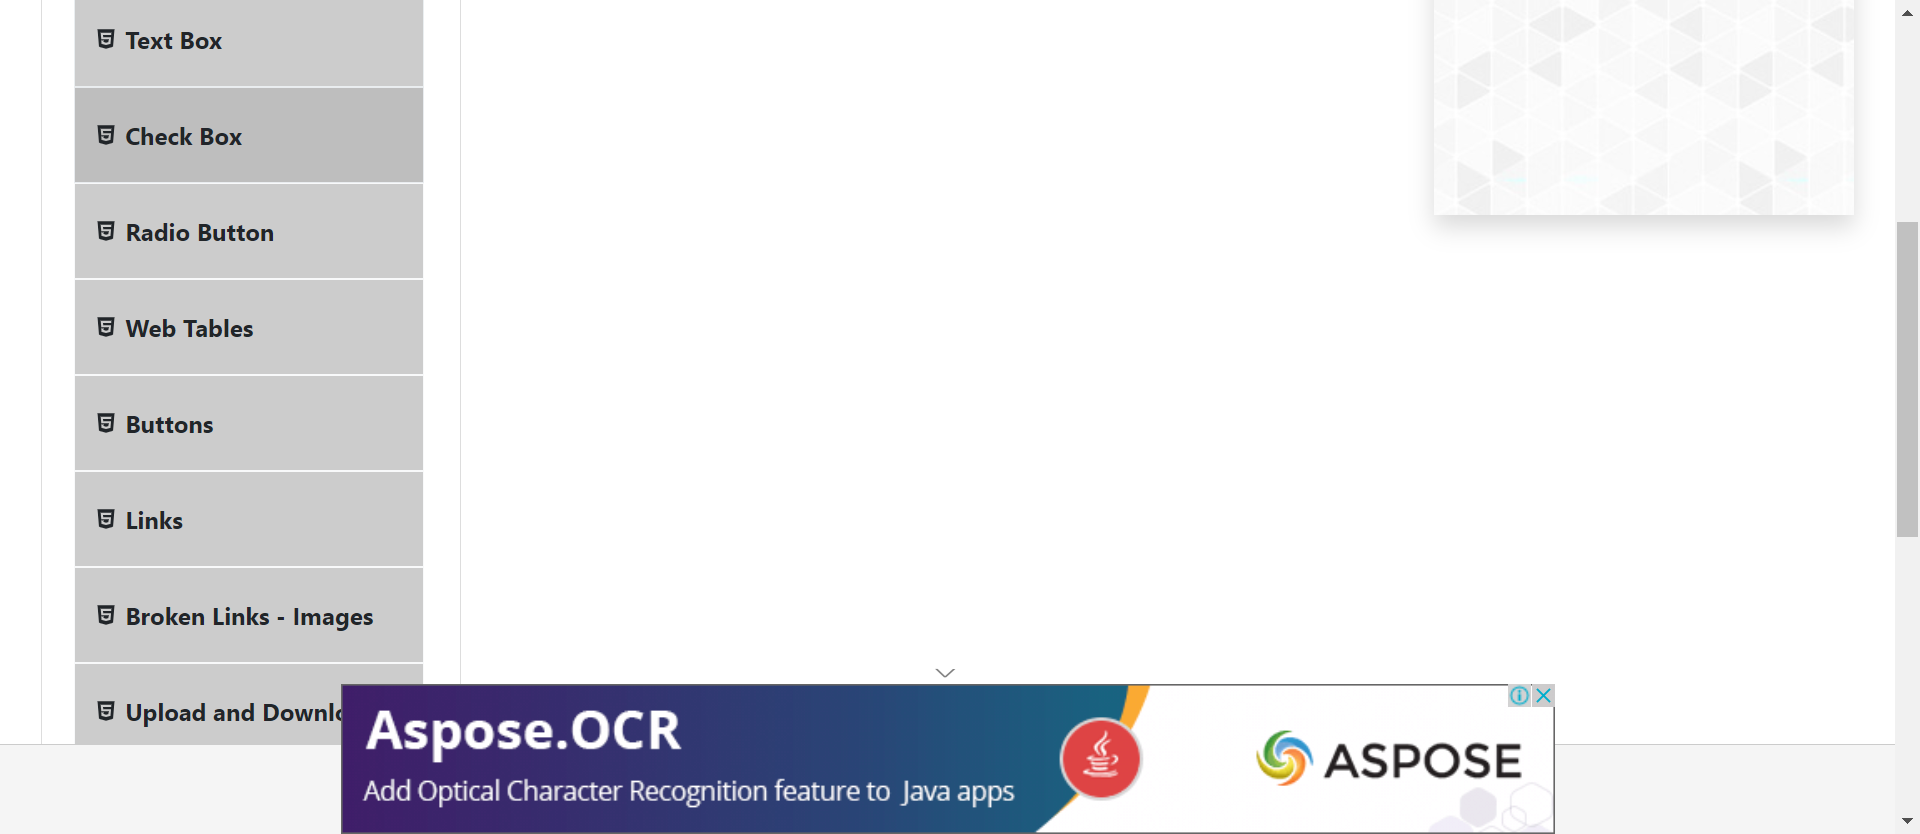 Text Box
Check Box
Radio Button
Web Tables
Buttons
Links
Broken Links - Images
Upload and Downlo
Aspose.OCR
Add Optical Character Recognition feature to Java apps
ASPOSE